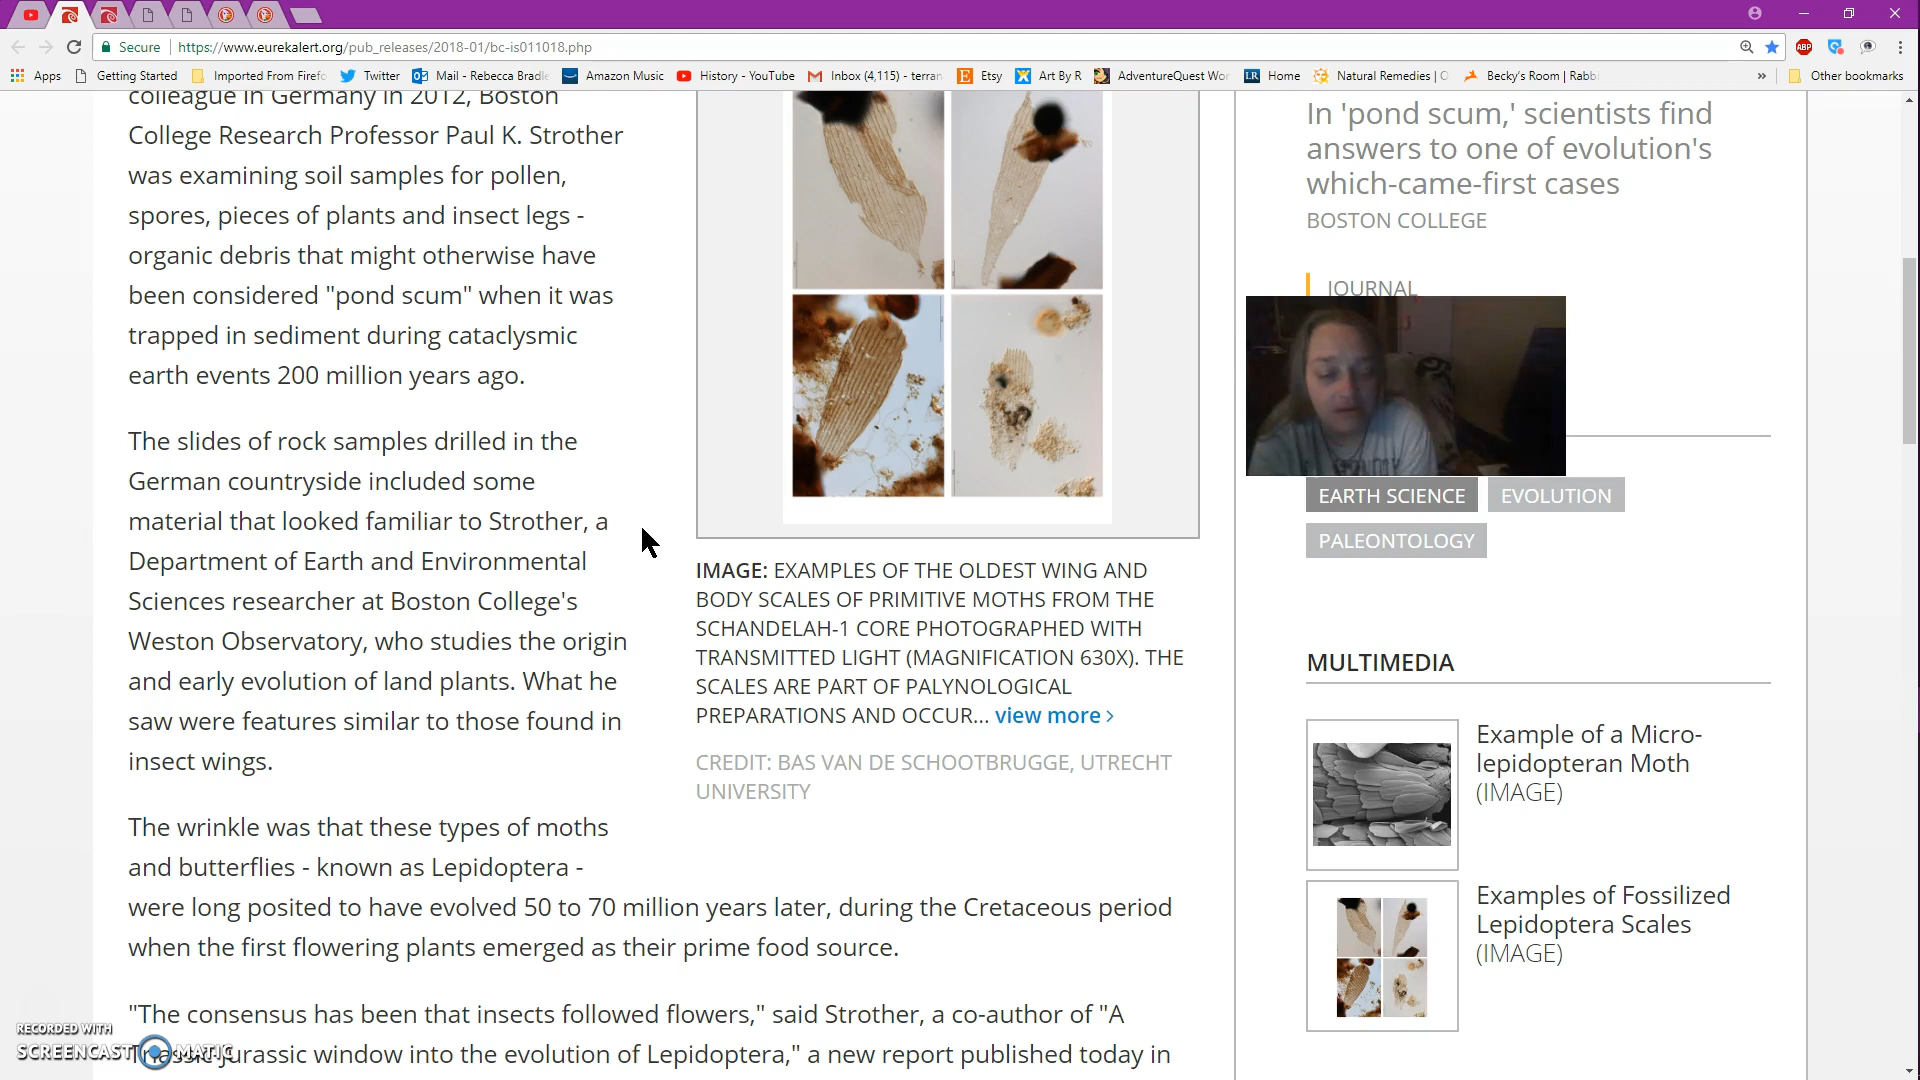 Secure
https://www.eurekalert.org/pub_releases/2018-01/bc-is011018.php
ABP
Apps
Getting Started
Imported From Firefo
Twitter
Mail - Rebecca Bradle
Amazon Music
History - YouTube
Inbox (4,115) - terran
Etsy
Art By R
AdventureQuest Wor
LR Home
Natural Remedies | O
Becky's Room | Rabbi
»
Other bookmarks
colleague in Germany in 2012, Boston
College Research Professor Paul K. Strother
was examining soil samples for pollen,
spores, pieces of plants and insect legs -
organic debris that might otherwise have
been considered "pond scum" when it was
trapped in sediment during cataclysmic
earth events 200 million years ago.
The slides of rock samples drilled in the
German countryside included some
material that looked familiar to Strother, a
Department of Earth and Environmental
Sciences researcher at Boston College's
Weston Observatory, who studies the origin
and early evolution of land plants. What he
saw were features similar to those found in
insect wings.
The wrinkle was that these types of moths
and butterflies - known as Lepidoptera -
were long posited to have evolved 50 to 70 million years later, during the Cretaceous period
when the first flowering plants emerged as their prime food source.
"The consensus has been that insects followed flowers," said Strother, a co-author of "A
Triassic-Jurassic window into the evolution of Lepidoptera," a new report published today in
IMAGE: EXAMPLES OF THE OLDEST WING AND
BODY SCALES OF PRIMITIVE MOTHS FROM THE
SCHANDELAH-1 CORE PHOTOGRAPHED WITH
TRANSMITTED LIGHT (MAGNIFICATION 630X). THE
SCALES ARE PART OF PALYNOLOGICAL
PREPARATIONS AND OCCUR... view more >
CREDIT: BAS VAN DE SCHOOTBRUGGE, UTRECHT
UNIVERSITY
In 'pond scum,' scientists find
answers to one of evolution's
which-came-first cases
BOSTON COLLEGE
JOURNAL
EARTH SCIENCE
EVOLUTION
PALEONTOLOGY
MULTIMEDIA
Example of a Micro-
lepidopteran Moth
(IMAGE)
Examples of Fossilized
Lepidoptera Scales
(IMAGE)
RECORDED WITH
SCREENCAST MATIC